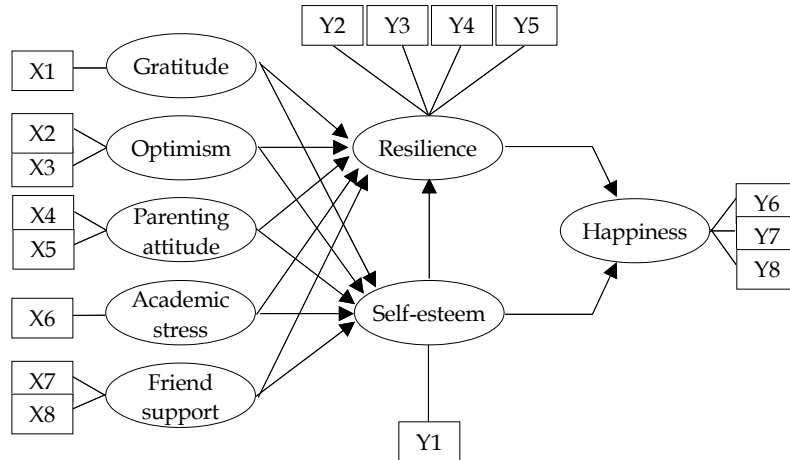 Y2
Y3
Y4
Y5
X1
Gratitude
X2
X3
Optimism
Resilience
X4
X5
Parenting
attitude
Happiness
Y6
Y7
Y8
X6
Academic
stress
Self-esteem
X7
X8
Friend
support
Y1